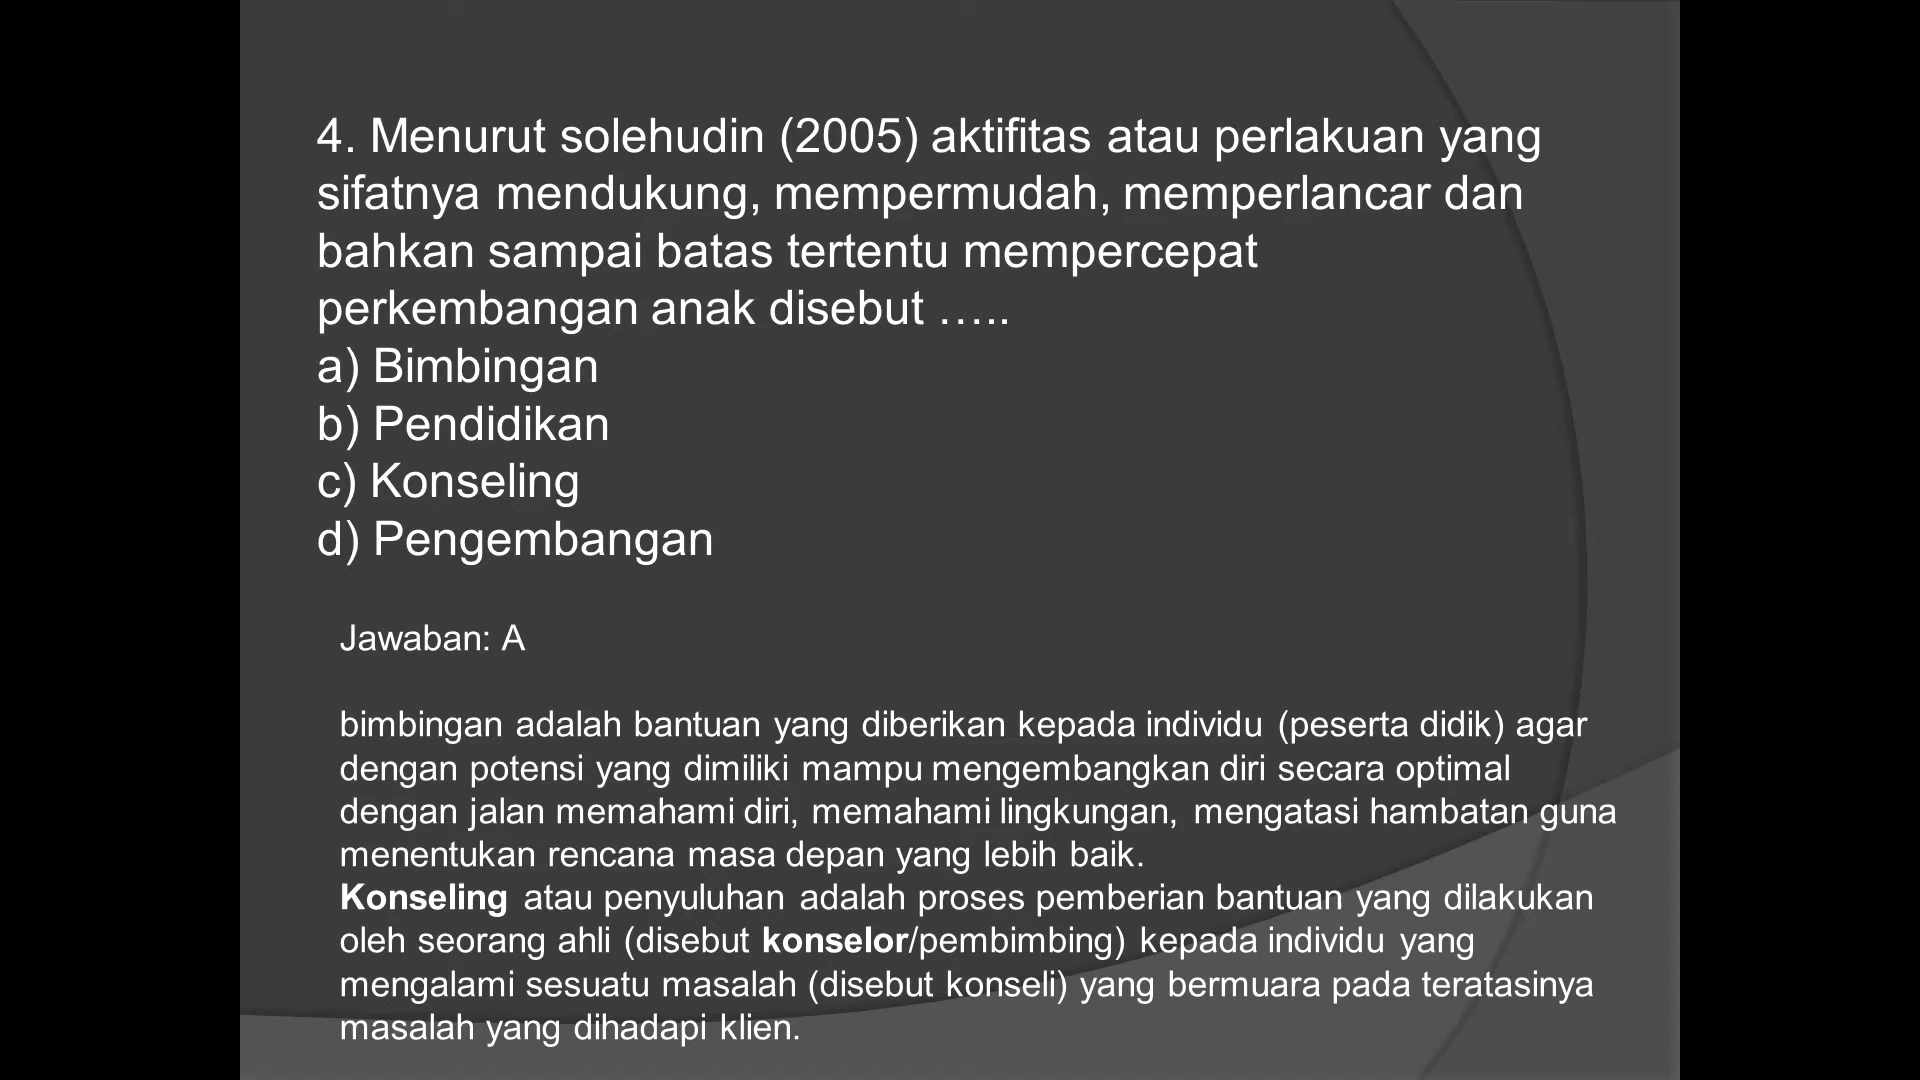 4. Menurut solehudin (2005) aktifitas atau perlakuan yang
sifatnya mendukung, mempermudah, memperlancar dan
bahkan sampai batas tertentu mempercepat
perkembangan anak disebut …..
a) Bimbingan
b) Pendidikan
c) Konseling
d) Pengembangan
Jawaban: A
bimbingan adalah bantuan yang diberikan kepada individu (peserta didik) agar
dengan potensi yang dimiliki mampu mengembangkan diri secara optimal
dengan jalan memahami diri, memahami lingkungan, mengatasi hambatan guna
menentukan rencana masa depan yang lebih baik.
Konseling atau penyuluhan adalah proses pemberian bantuan yang dilakukan
oleh seorang ahli (disebut konselor/pembimbing) kepada individu yang
mengalami sesuatu masalah (disebut konseli) yang bermuara pada teratasinya
masalah yang dihadapi klien.